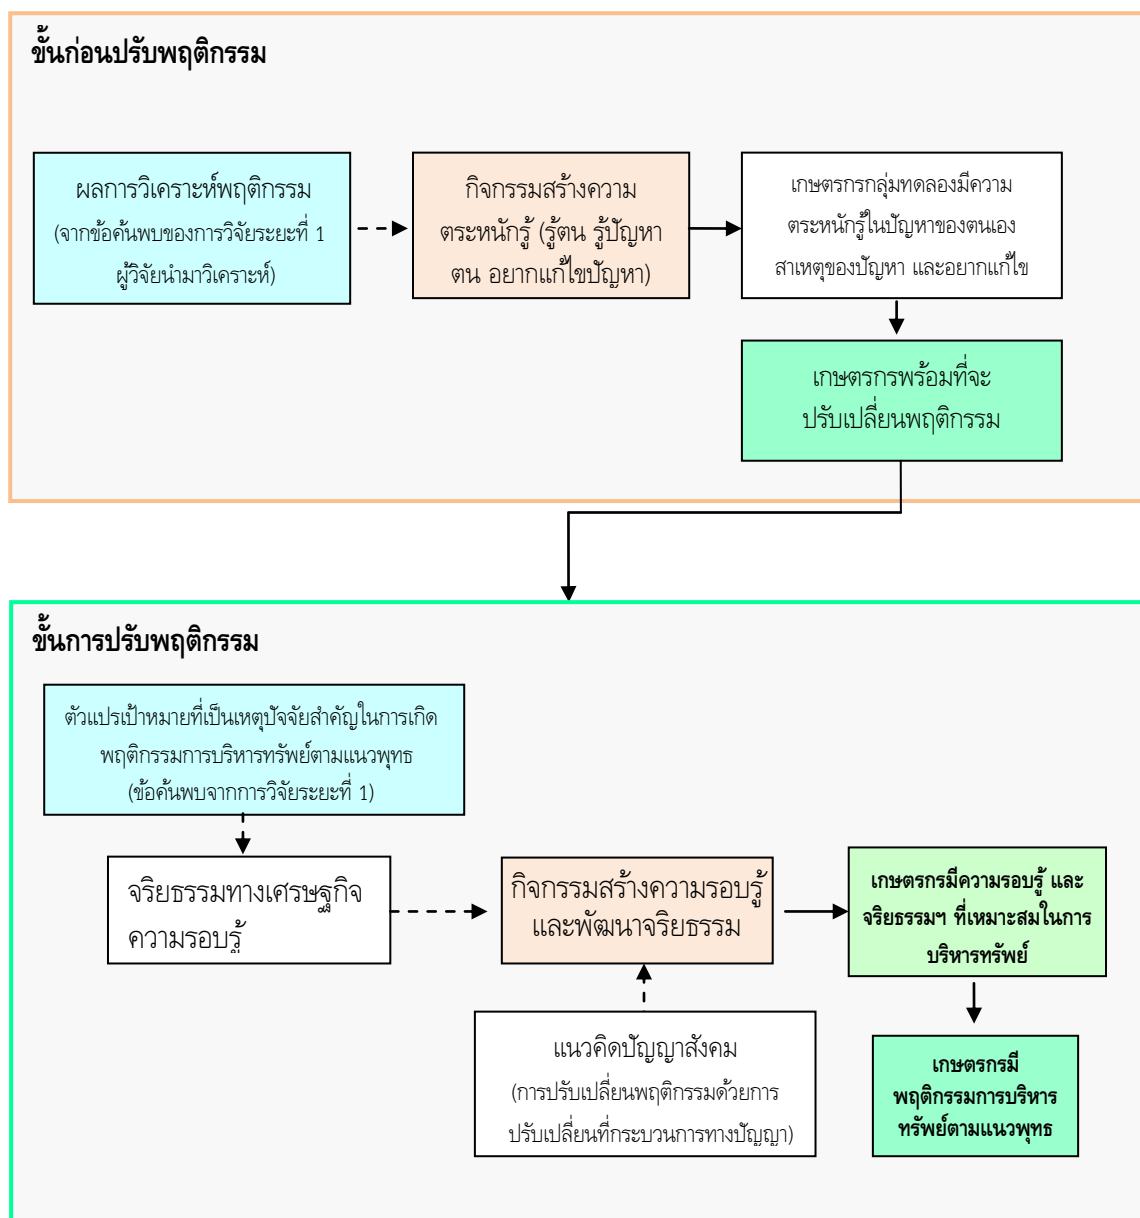 ขั้นก่อนปรับพฤติกรรม
ผลการวิเคราะห์พฤติกรรม
(จากข้อค้นพบของการวิจัยระยะที่ 1
ผู้วิจัยนำมาวิเคราะห์)
กิจกรรมสร้างความ
ตระหนักรู้ (รู้ตน รู้ปัญหา
ตน อยากแก้ไขปัญหา)
เกษตรกรกลุ่มทดลองมีความ
ตระหนักรู้ในปัญหาของตนเอง
สาเหตุของปัญหา และอยากแก้ไข
เกษตรกรพร้อมที่จะ
ปรับเปลี่ยนพฤติกรรม
ขั้นการปรับพฤติกรรม
ตัวแปรเป้าหมายที่เป็นเหตุปัจจัยสำคัญในการเกิด
พฤติกรรมการบริหารทรัพย์ตามแนวพุทธ
(ข้อค้นพบจากการวิจัยระยะที่ 1)
จริยธรรมทางเศรษฐกิจ
ความรอบรู้
กิจกรรมสร้างความรอบรู้
และพัฒนาจริยธรรม
เกษตรกรมีความรอบรู้ และ
จริยธรรมฯ ที่เหมาะสมในการ
บริหารทรัพย์
แนวคิดปัญญาสังคม
(การปรับเปลี่ยนพฤติกรรมด้วยการ
ปรับเปลี่ยนที่กระบวนการทางปัญญา)
เกษตรกรมี
พฤติกรรมการบริหาร
ทรัพย์ตามแนวพุทธ